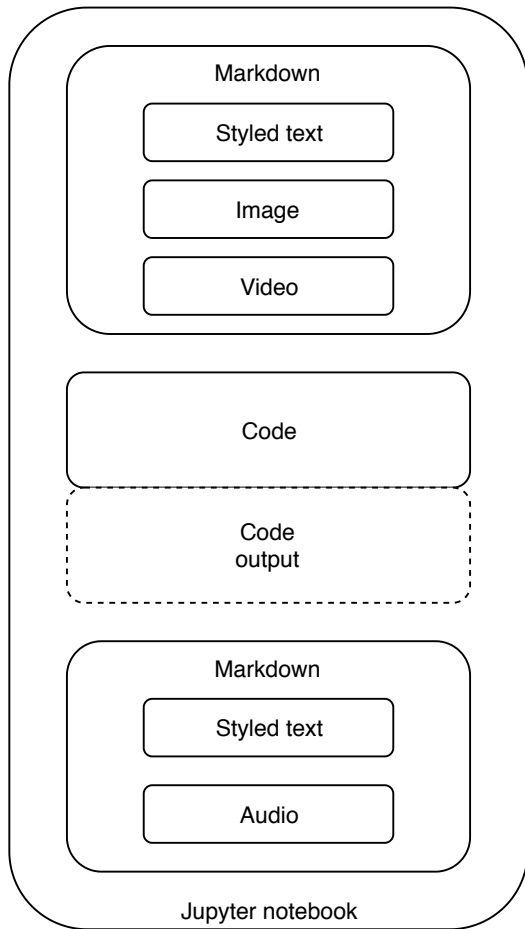 Markdown
Styled text
Image
Video
Code
Code
output
Markdown
Styled text
Audio
Jupyter notebook